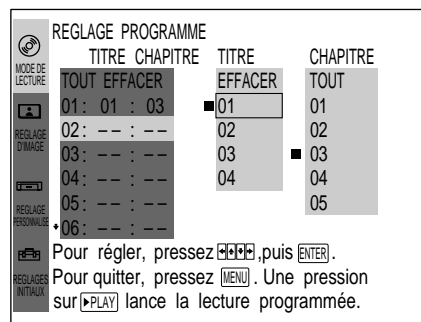 REGLAGE PROGRAMME
TITRE CHAPITRE TITRE CHAPITRE
MODE DE
LECTURE
TOUT EFFACER EFFACER TOUT
01: 01 : 03 01 01
02: – – : – – 02 02
REGLAGE
D'IMAGE
03: – – : – – 03 03
04: – – : – – 04 04
05: – – : – – 05
REGLAGE
PERSONNALISE
06: – – : – –
Pour régler, pressez ,puis ENTER .
REGLAGES
INITIAUX
Pour quitter, pressez MENU . Une pression
sur PLAY lance la lecture programmée.